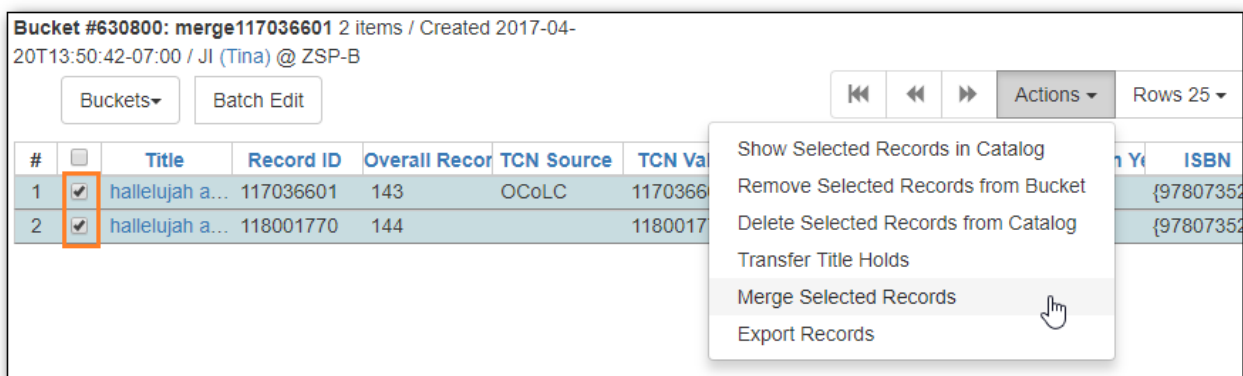 Bucket #630800: merge117036601 2 items / Created 2017-04-
20T13:50:42-07:00 / JI (Tina) @ ZSP-B
Buckets Batch Edit Actions Rows 25
# Title Record ID Overall Recor TCN Source TCN Val Ye ISBN
1 hallelujah a... 117036601 143 OCoLC 1170366 {97807352
2 hallelujah a... 118001770 144 1180017 {97807352
Show Selected Records in Catalog
Remove Selected Records from Bucket
Delete Selected Records from Catalog
Transfer Title Holds
Merge Selected Records
Export Records